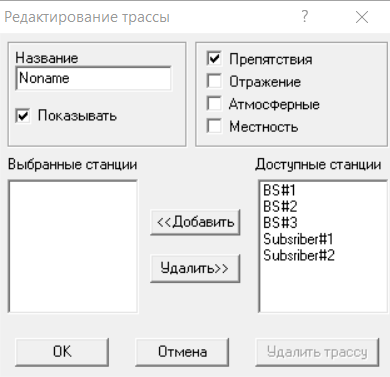 Редактирование трассы
?
Название
Noname
Показывать
Препятствия
Отражение
Атмосферные
Местность
Выбранные станции
Доступные станции
BS#1
BS#2
BS#3
Subsriber#1
Subsriber#2
<<Добавить
Удалить>>
OK
Отмена
Удалить трассу